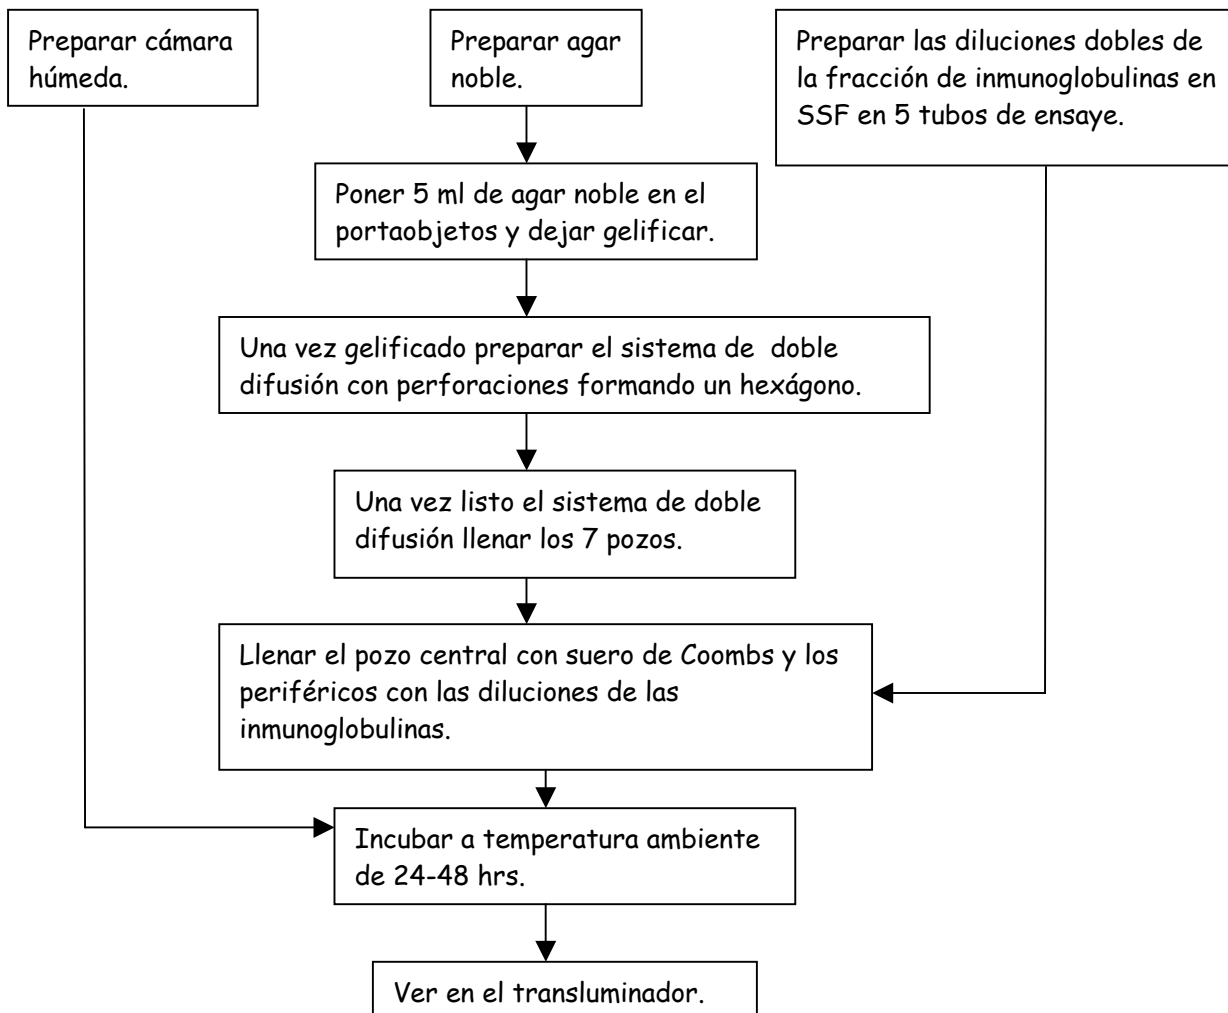 Preparar cámara
húmeda.
Preparar agar
noble.
Preparar las diluciones dobles de
la fracción de inmunoglobulinas en
SSF en 5 tubos de ensaye.
Poner 5 ml de agar noble en el
portaobjetos y dejar gelificar.
Una vez gelificado preparar el sistema de doble
difusión con perforaciones formando un hexágono.
Una vez listo el sistema de doble
difusión llenar los 7 pozos.
Llenar el pozo central con suero de Coombs y los
periféricos con las diluciones de las
inmunoglobulinas.
Incubar a temperatura ambiente
de 24-48 hrs.
Ver en el transluminador.